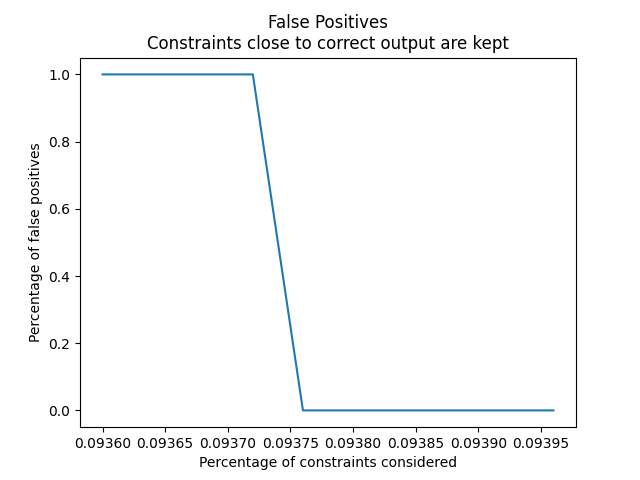 False Positives
Constraints close to correct output are kept
Percentage of false positives
1.0
0.8
0.6
0.4
0.2
0.0
0.09360 0.09365 0.09370 0.09375 0.09380 0.09385 0.09390 0.09395
Percentage of constraints considered